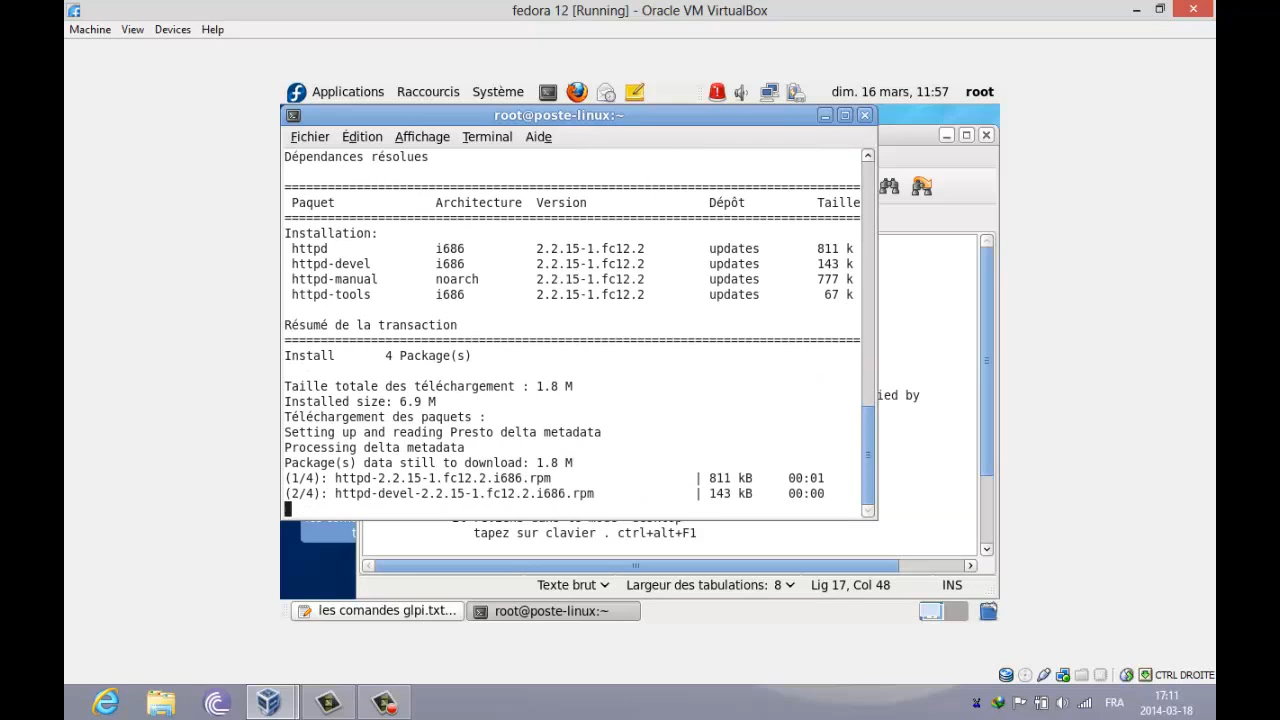 fedora 12 [Running] - Oracle VM VirtualBox
Machine View Devices Help
Applications Raccourcis Système dim. 16 mars, 11:57 root
root@poste-linux:~
Fichier Édition Affichage Terminal Aide
Dépendances résolues
================================================================================
Paquet Architecture Version Dépôt Taille
================================================================================
Installation:
httpd i686 2.2.15-1.fc12.2 updates 811 k
httpd-devel i686 2.2.15-1.fc12.2 updates 143 k
httpd-manual noarch 2.2.15-1.fc12.2 updates 777 k
httpd-tools i686 2.2.15-1.fc12.2 updates 67 k
Résumé de la transaction
================================================================================
Install 4 Package(s)
Taille totale des téléchargement : 1.8 M
Installed size: 6.9 M
ied by
Téléchargement des paquets :
Setting up and reading Presto delta metadata
Processing delta metadata
Package(s) data still to download: 1.8 M
(1/4): httpd-2.2.15-1.fc12.2.i686.rpm | 811 kB 00:01
(2/4): httpd-devel-2.2.15-1.fc12.2.i686.rpm | 143 kB 00:00
tapez sur clavier . ctrl+alt+F1
Texte brut Largeur des tabulations: 8 Lig 17, Col 48 INS
les comandes glpi.txt... root@poste-linux:~
CTRL DROITE
FRA 17:11
2014-03-18